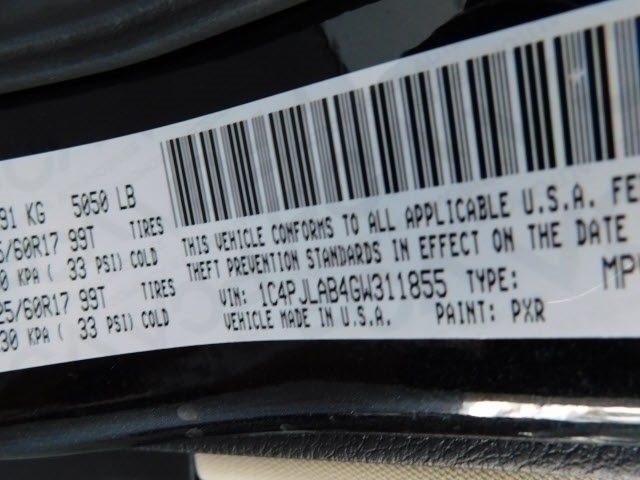 91 KG 5050 LB
/60R17 99T TIRES
0 KPA ( 33 PSI) COLD
25/60R17 99T TIRES
30 KPA ( 33 PSI) COLD
THIS VEHICLE CONFORMS TO ALL APPLICABLE U.S.A. FE
THEFT PREVENTION STANDARDS IN EFFECT ON THE DATE
VIN: 1C4PJLAB4GW311855 TYPE: MP
VEHICLE MADE IN U.S.A. PAINT: PXR